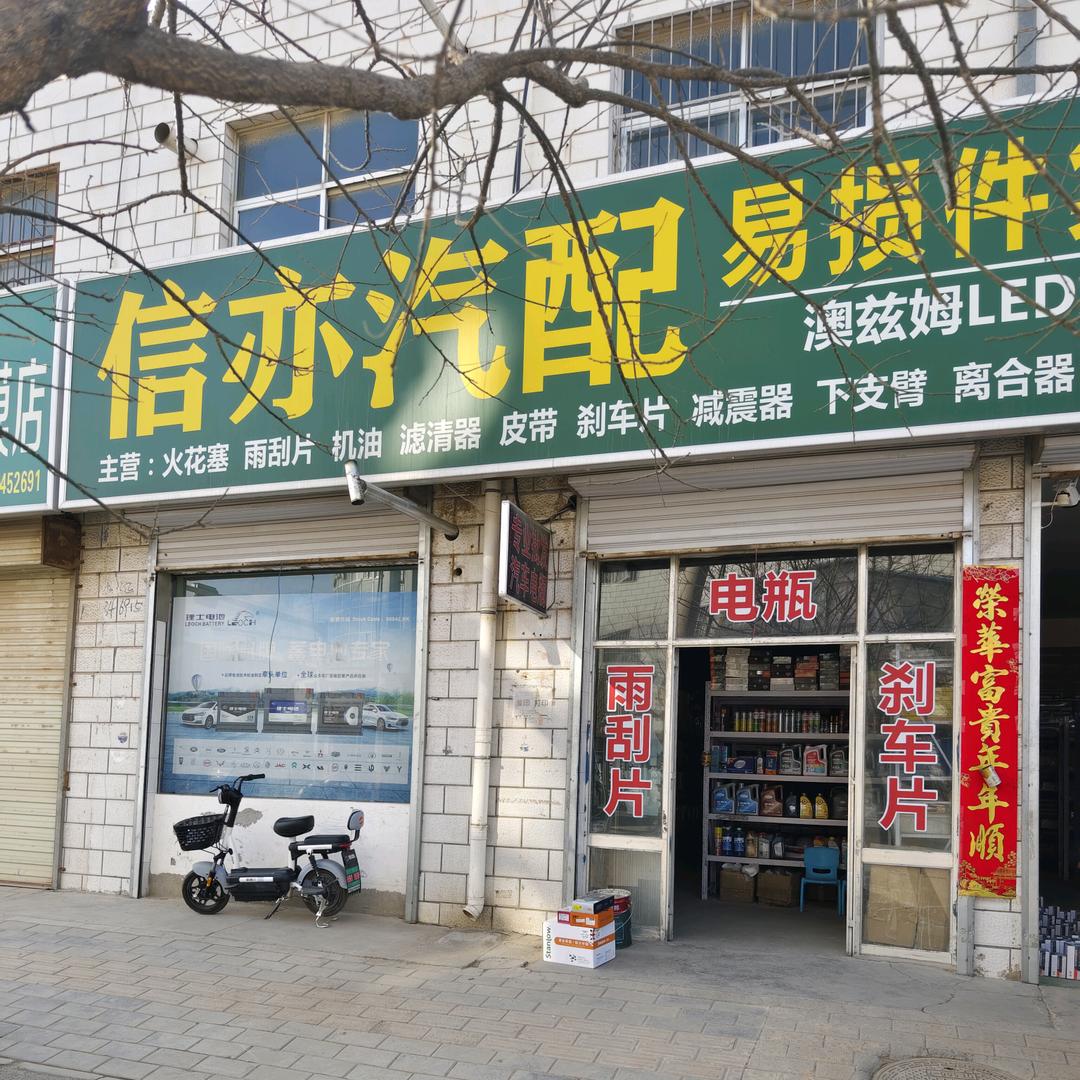 信亦汽配
易损件
澳兹姆LED
主营：火花塞 雨刮片 机油 滤清器 皮带 刹车片 减震器 下支臂 离合器
店
452691
理士电池
LEOCH BATTERY
LEOCH
电瓶
雨刮片
刹车片
榮華富貴年年順
Stanlow